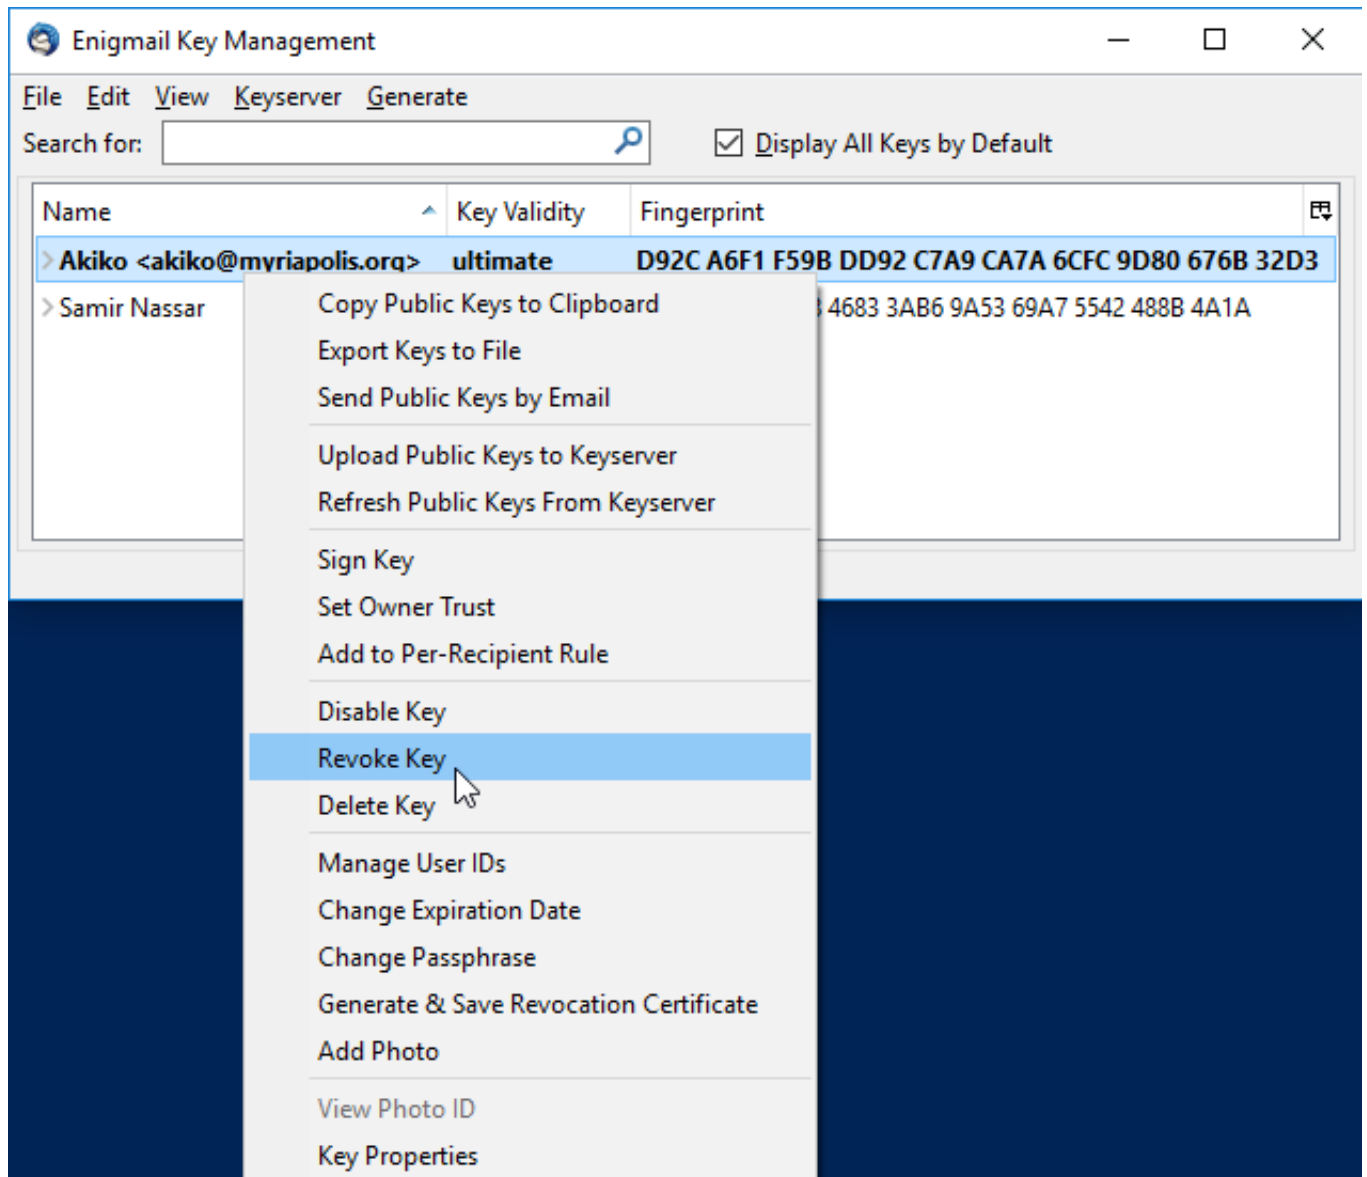 Enigmail Key Management
File Edit View Keyserver Generate
Search for: Display All Keys by Default
Name Key Validity Fingerprint
Akiko <akiko@myriapolis.org> ultimate D92C A6F1 F59B DD92 C7A9 CA7A 6CFC 9D80 676B 32D3
Samir Nassar 4683 3AB6 9A53 69A7 5542 488B 4A1A
Copy Public Keys to Clipboard
Export Keys to File
Send Public Keys by Email
Upload Public Keys to Keyserver
Refresh Public Keys From Keyserver
Sign Key
Set Owner Trust
Add to Per-Recipient Rule
Disable Key
Revoke Key
Delete Key
Manage User IDs
Change Expiration Date
Change Passphrase
Generate & Save Revocation Certificate
Add Photo
View Photo ID
Key Properties